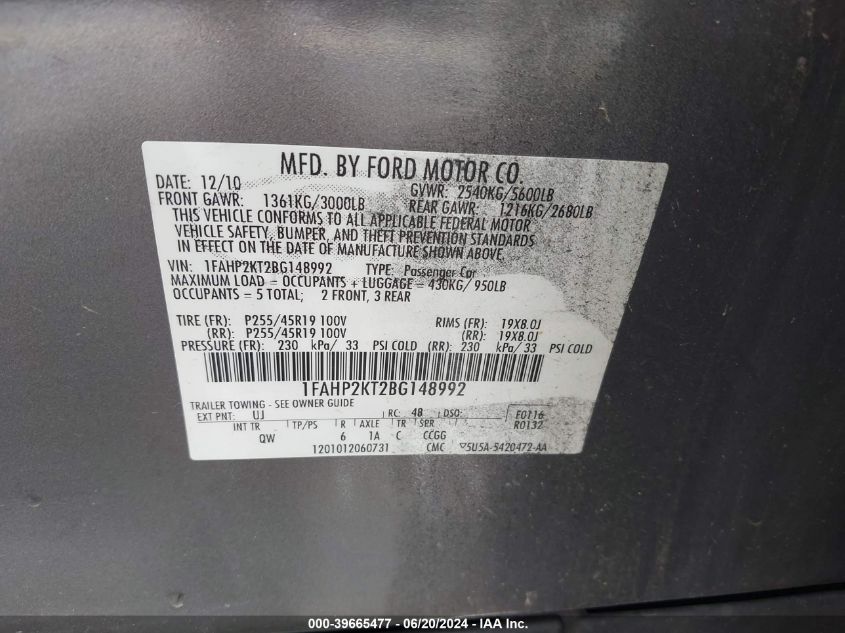 MFD. BY FORD MOTOR CO.
DATE: 12/10 GVWR: 2540KG/5600LB
FRONT GAWR: 1361KG/3000LB REAR GAWR: 1216KG/2680LB
THIS VEHICLE CONFORMS TO ALL APPLICABLE FEDERAL MOTOR
VEHICLE SAFETY, BUMPER, AND THEFT PREVENTION STANDARDS
IN EFFECT ON THE DATE OF MANUFACTURE SHOWN ABOVE.
VIN: 1FAHP2KT2BG148992 TYPE: Passenger Car
MAXIMUM LOAD = OCCUPANTS + LUGGAGE = 430KG/ 950LB
OCCUPANTS = 5 TOTAL; 2 FRONT, 3 REAR
TIRE (FR): P255/45R19 100V RIMS (FR): 19X8.0J
(RR): P255/45R19 100V (RR): 19X8.0J
PRESSURE (FR): 230 kPa/ 33 PSI COLD (RR): 230 kPa/ 33 PSI COLD
1FAHP2KT2BG148992
TRAILER TOWING - SEE OWNER GUIDE
EXT PNT: UJ RC: 48 DSO: F0116
R0132
INT TR TP/PS R AXLE TR SPR
QW 6 1A C CCGG
1201012060731 CMC ▽5U5A-5420472-AA
000-39665477 - 06/20/2024 - IAA Holdings, LLC.